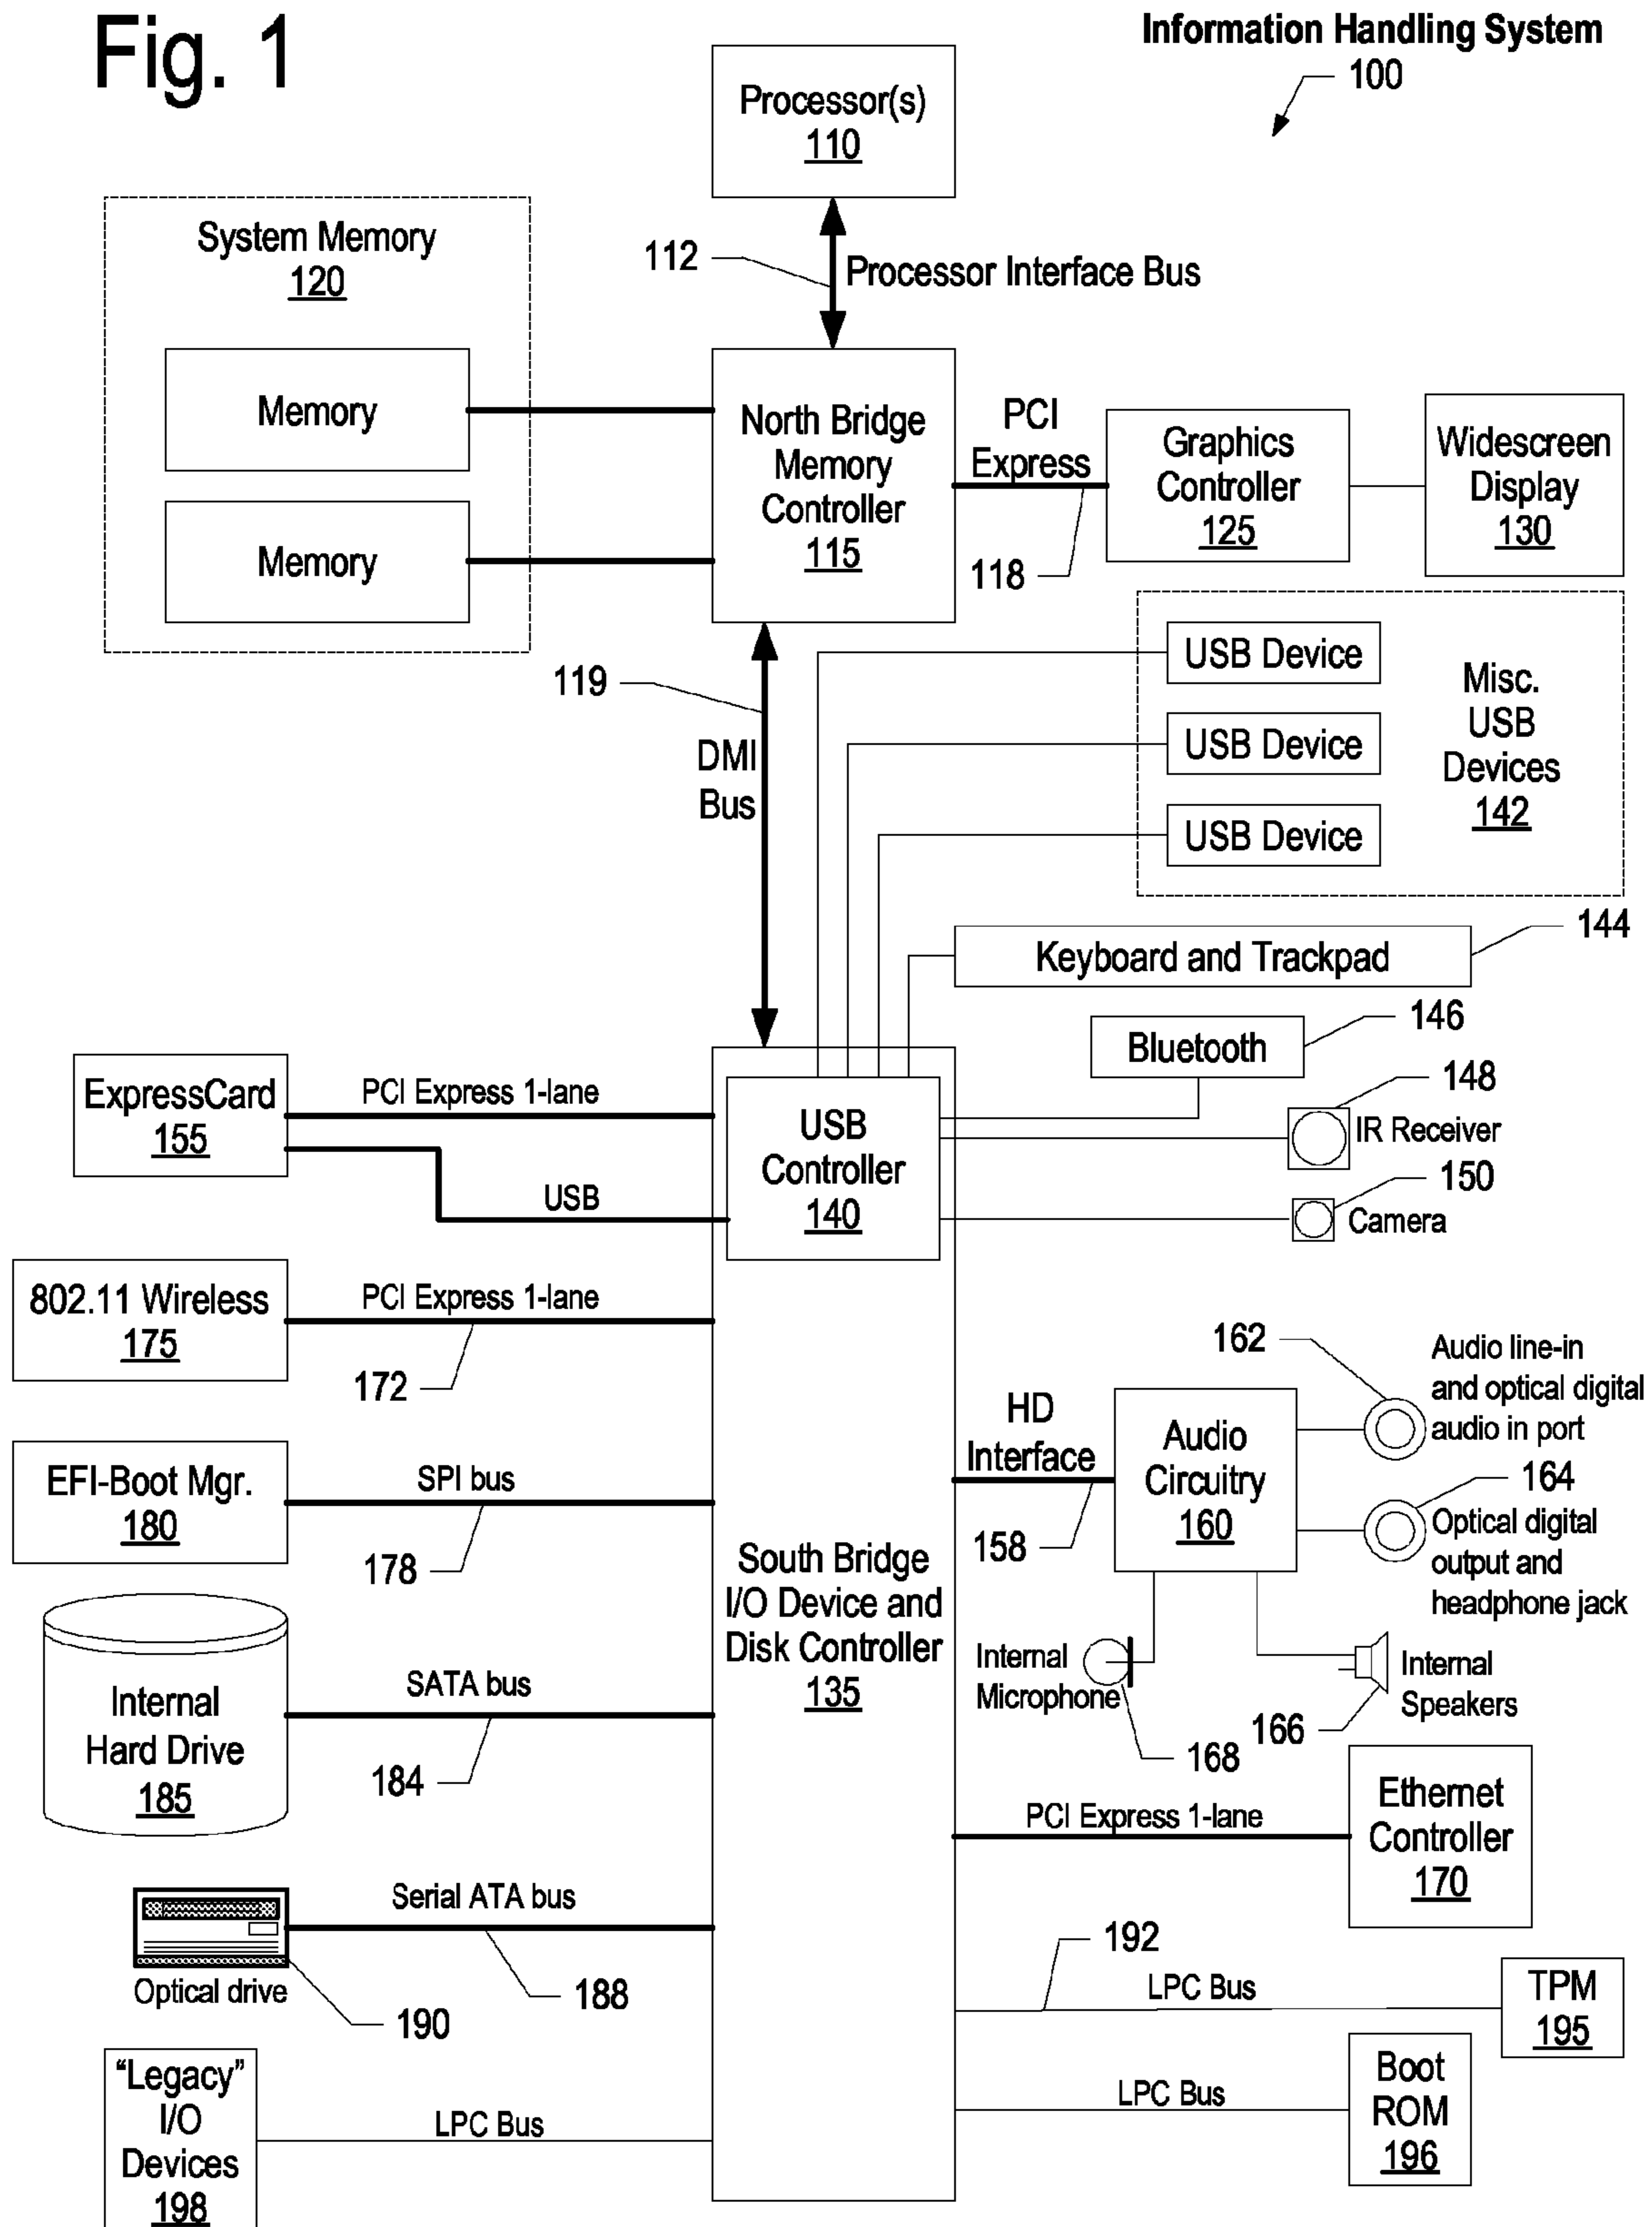 Fig. 1
Information Handling System
100
Processor(s)
110
112
Processor Interface Bus
System Memory
120
Memory
Memory
North Bridge
Memory
Controller
115
PCI
Express
118
Graphics
Controller
125
Widescreen
Display
130
119
DMI
Bus
USB Device
USB Device
USB Device
Misc.
USB
Devices
142
144
Keyboard and Trackpad
146
Bluetooth
148
IR Receiver
150
Camera
ExpressCard
155
PCI Express 1-lane
USB
USB
Controller
140
802.11 Wireless
175
PCI Express 1-lane
172
162
Audio line-in
and optical digital
audio in port
HD
Interface
158
Audio
Circuitry
160
164
Optical digital
output and
headphone jack
EFI-Boot Mgr.
180
SPI bus
178
South Bridge
I/O Device and
Disk Controller
135
Internal
Microphone
168
Internal
Speakers
166
Internal
Hard Drive
185
SATA bus
184
PCI Express 1-lane
Ethernet
Controller
170
Serial ATA bus
188
Optical drive
190
192
LPC Bus
TPM
195
LPC Bus
Boot
ROM
196
“Legacy”
I/O
Devices
198
LPC Bus